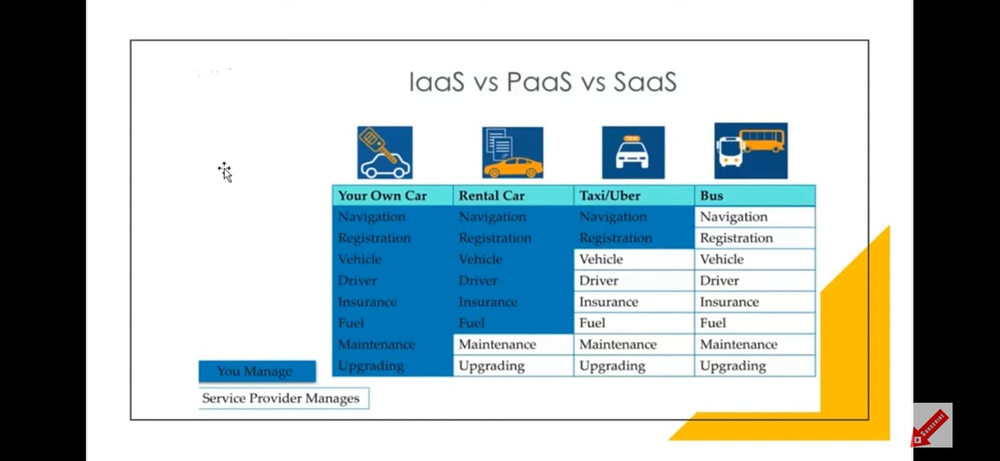 IaaS vs PaaS vs SaaS
TAXI
Your Own Car Rental Car Taxi/Uber Bus
Navigation Navigation Navigation Navigation
Registration Registration Registration Registration
Vehicle Vehicle Vehicle Vehicle
Driver Driver Driver Driver
Insurance Insurance Insurance Insurance
Fuel Fuel Fuel Fuel
Maintenance Maintenance Maintenance Maintenance
Upgrading Upgrading Upgrading Upgrading
You Manage
Service Provider Manages
SUBSCRIBE